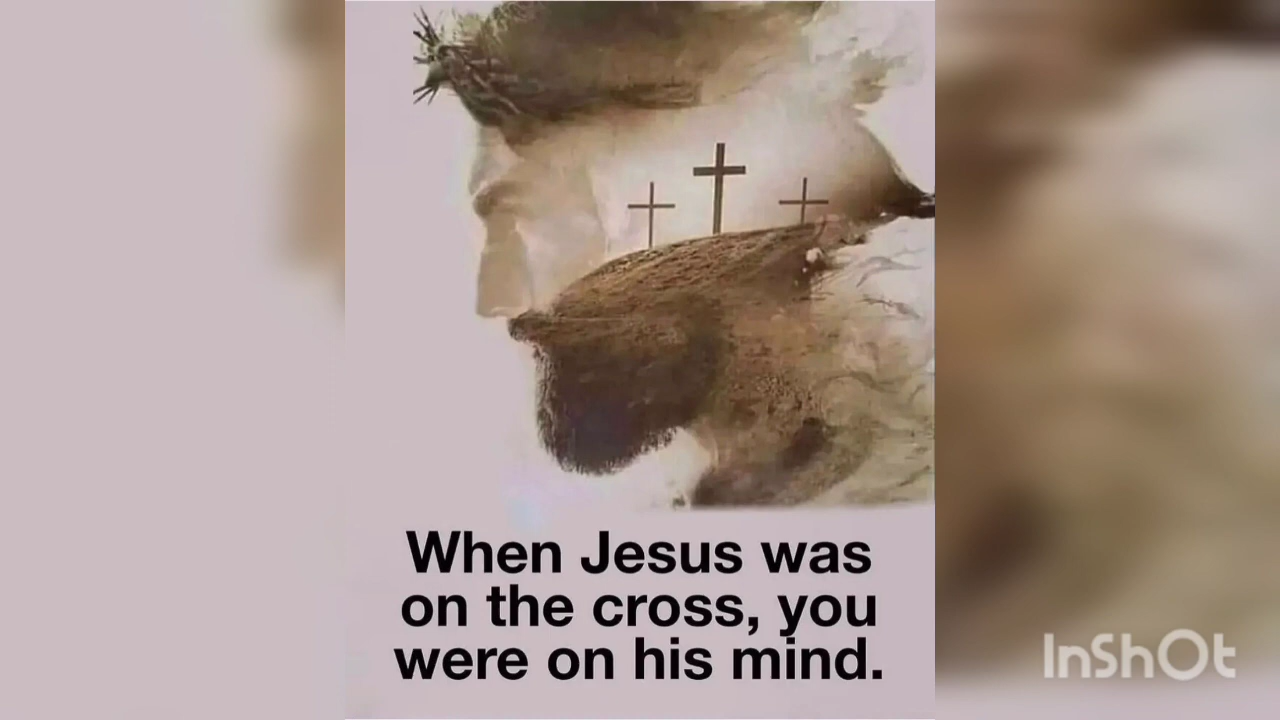 When Jesus was
on the cross, you
were on his mind.
InShOt